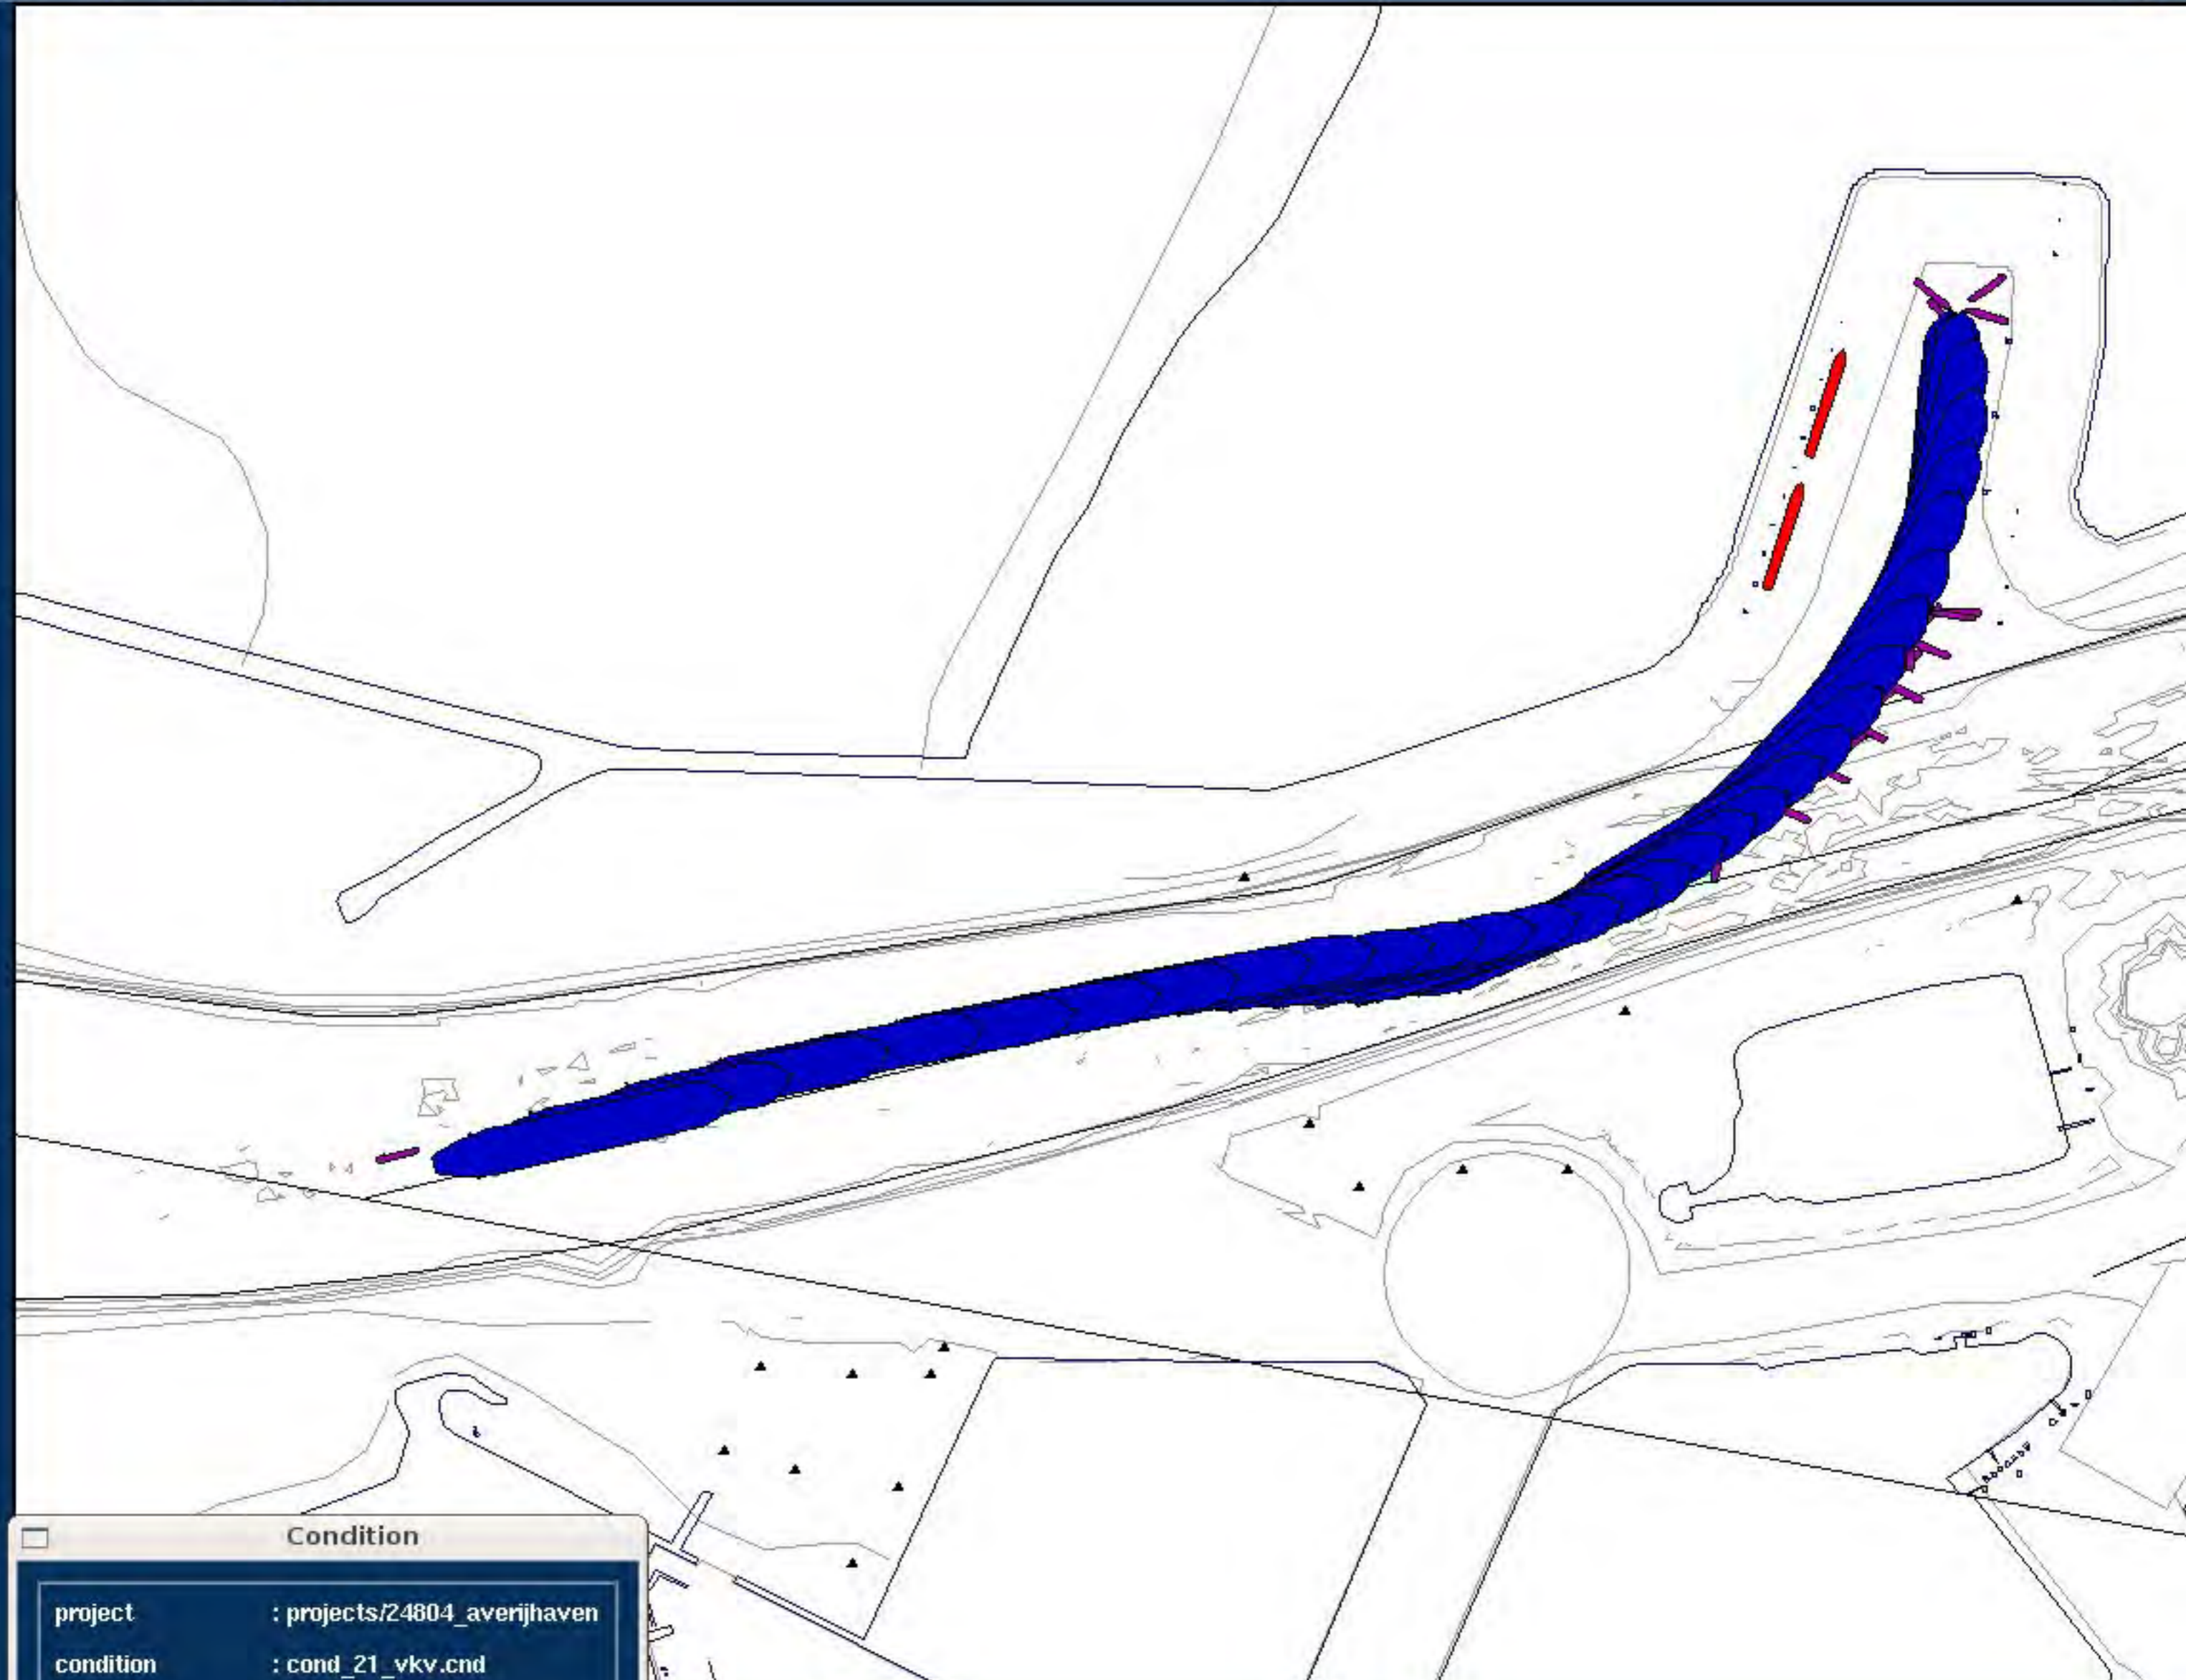 Condition
project : projects/24804_averijhaven
condition : cond_21_vkv.cnd